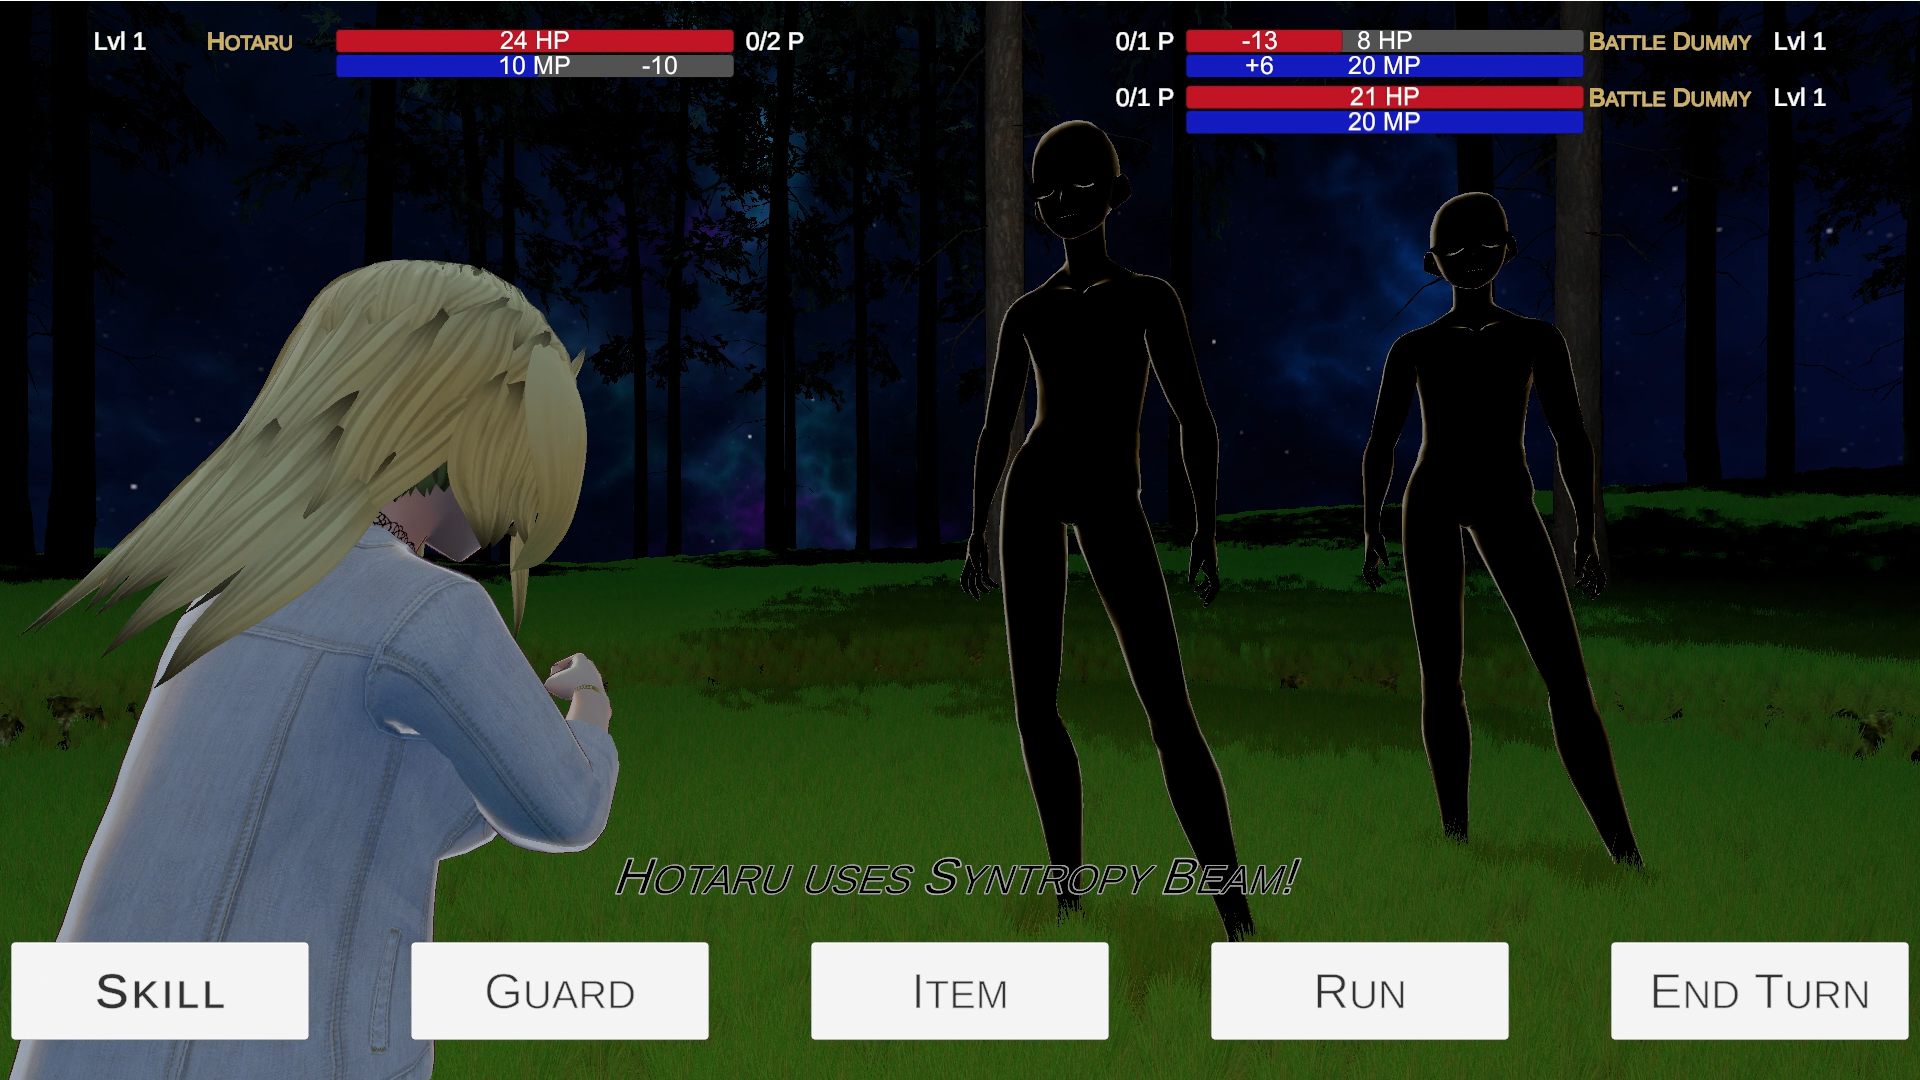 Lvl 1 Hotaru 24 HP 0/2 P
10 MP -10
0/1 P -13 8 HP Battle Dummy Lvl 1
+6 20 MP
0/1 P 21 HP Battle Dummy Lvl 1
20 MP
Hotaru uses Syntropy Beam!
Skill Guard Item Run End Turn